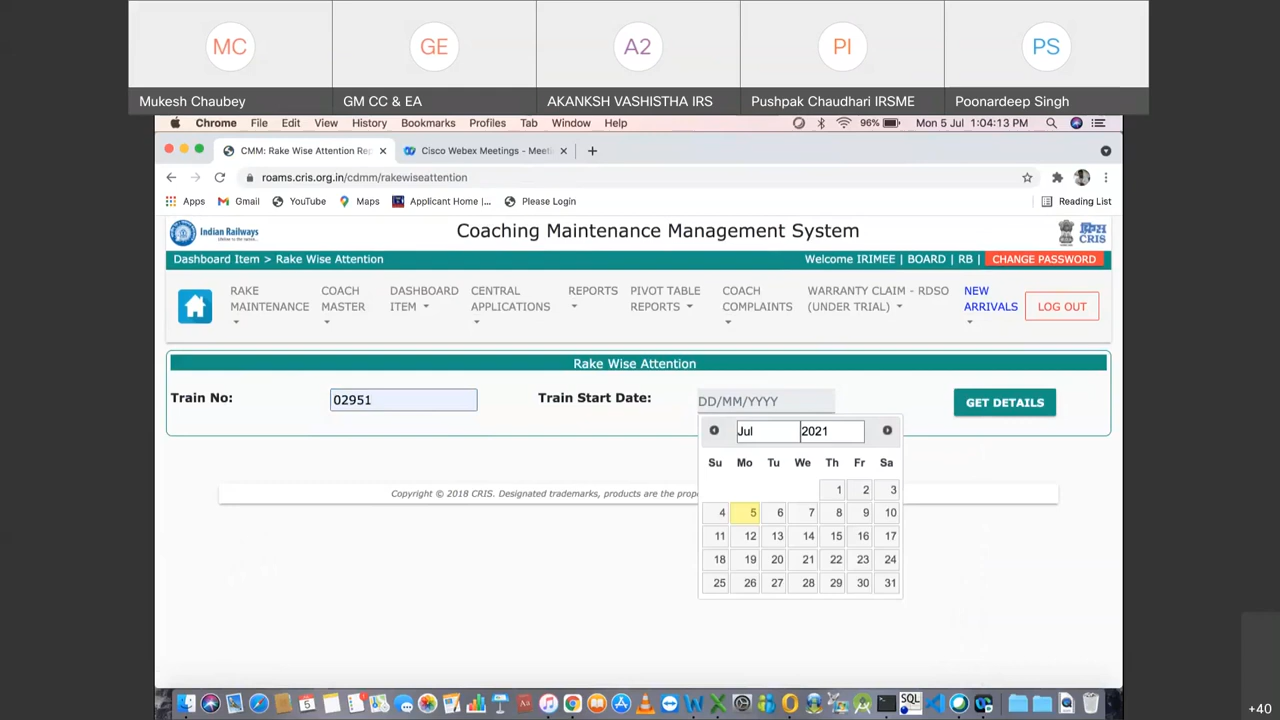 MC GE A2 PI PS
Mukesh Chaubey GM CC & EA AKANKSH VASHISTHA IRS Pushpak Chaudhari IRSME Poonardeep Singh
Chrome File Edit View History Bookmarks Profiles Tab Window Help 96% Mon 5 Jul 1:04:13 PM
CMM: Rake Wise Attention Rep Cisco Webex Meetings - Meeti
roams.cris.org.in/cdmm/rakewiseattention
Apps Gmail YouTube Maps Applicant Home |... Please Login Reading List
Indian Railways Coaching Maintenance Management System क्रिस CRIS
Dashboard Item > Rake Wise Attention Welcome IRIMEE | BOARD | RB | CHANGE PASSWORD
RAKE MAINTENANCE
COACH MASTER
DASHBOARD ITEM
CENTRAL APPLICATIONS
REPORTS
PIVOT TABLE REPORTS
COACH COMPLAINTS
WARRANTY CLAIM - RDSO (UNDER TRIAL)
NEW ARRIVALS
LOG OUT
Rake Wise Attention
Train No: 02951 Train Start Date: DD/MM/YYYY GET DETAILS
Jul 2021
Su Mo Tu We Th Fr Sa
1 2 3
4 5 6 7 8 9 10
11 12 13 14 15 16 17
18 19 20 21 22 23 24
25 26 27 28 29 30 31
Copyright © 2018 CRIS. Designated trademarks, products are the prope
5 SQL
+40